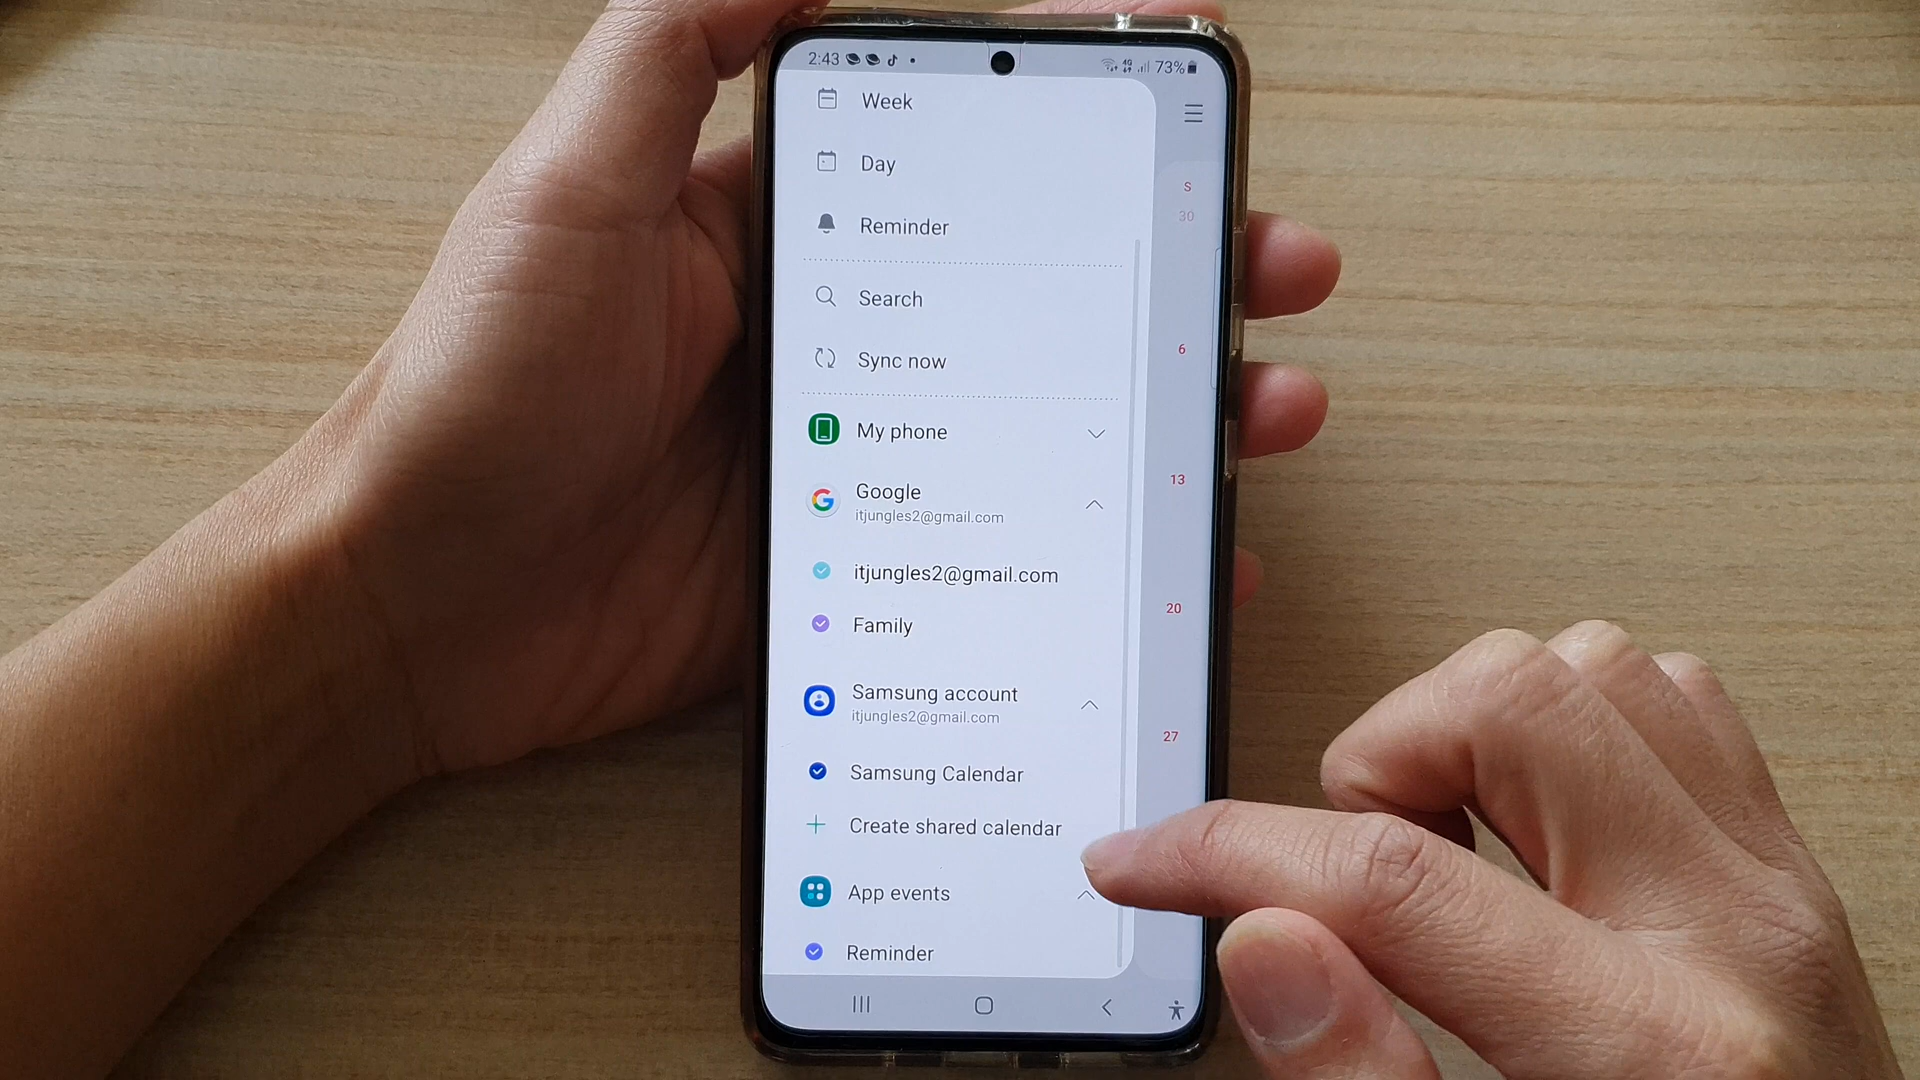 2:43
4G
73%
Week
Day
Reminder
Search
Sync now
My phone
Google
itjungles2@gmail.com
itjungles2@gmail.com
Family
Samsung account
itjungles2@gmail.com
Samsung Calendar
Create shared calendar
App events
Reminder
S
30
6
13
20
27